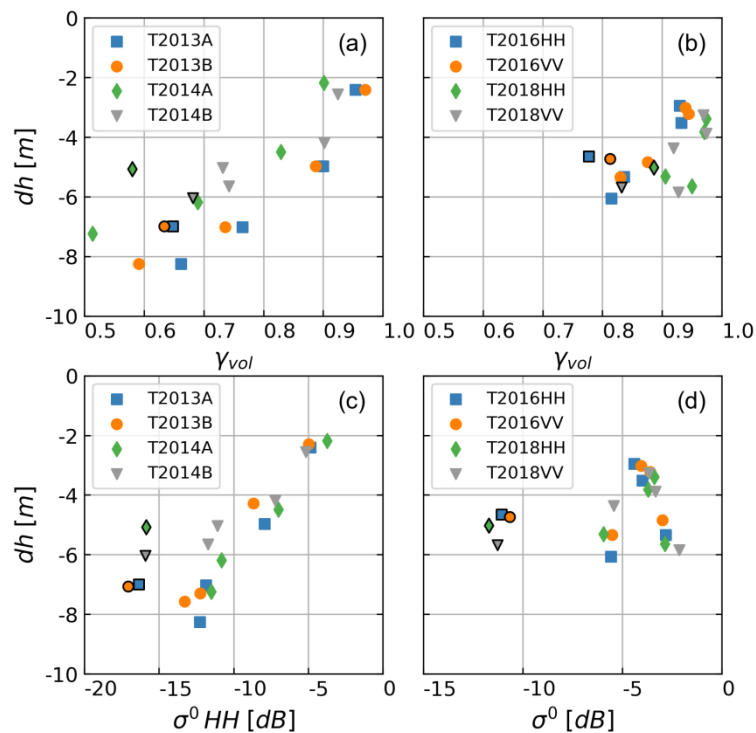 0
-2
-4
-6
-8
-10
dh [m]
T2013A
T2013B
T2014A
T2014B
(a)
0.5 0.6 0.7 0.8 0.9 1.0
γvol
T2016HH
T2016VV
T2018HH
T2018VV
(b)
0.5 0.6 0.7 0.8 0.9 1.0
γvol
0
-2
-4
-6
-8
-10
dh [m]
T2013A
T2013B
T2014A
T2014B
(c)
-20 -15 -10 -5 0
σ⁰ HH [dB]
T2016HH
T2016VV
T2018HH
T2018VV
(d)
-15 -10 -5 0
σ⁰ [dB]